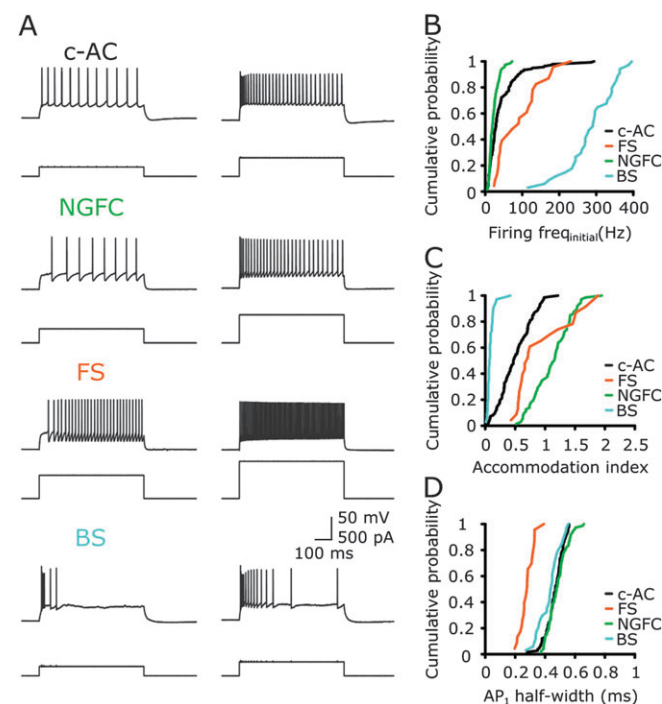 A
c-AC
NGFC
FS
BS
50 mV
500 pA
100 ms
B
Cumulative probability
1
0.8
0.6
0.4
0.2
0
0 100 200 300 400
Firing freqinitial(Hz)
c-AC
FS
NGFC
BS
C
Cumulative probability
1
0.8
0.6
0.4
0.2
0
0 0.5 1 1.5 2 2.5
Accommodation index
c-AC
FS
NGFC
BS
D
Cumulative probability
1
0.8
0.6
0.4
0.2
0
0 0.2 0.4 0.6 0.8 1
AP1 half-width (ms)
c-AC
FS
NGFC
BS